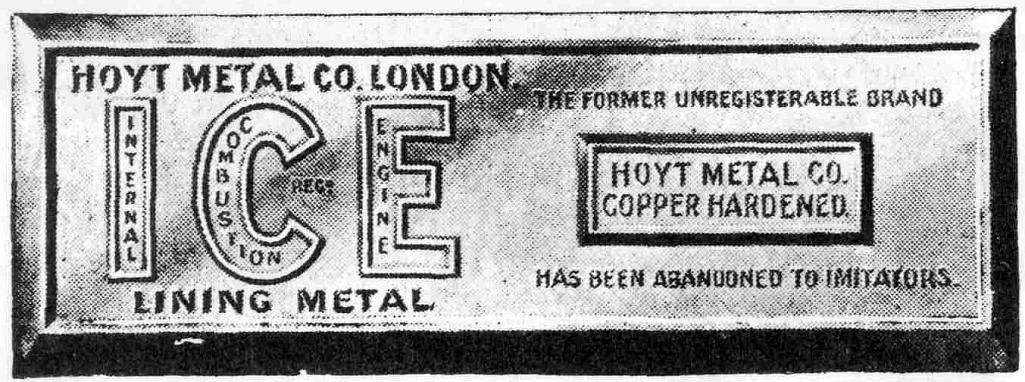 HOYT METAL CO. LONDON.
ICE
INTERNAL
COMBUSTION
ENGINE
REGD
LINING METAL
THE FORMER UNREGISTERABLE BRAND
HOYT METAL CO.
COPPER HARDENED.
HAS BEEN ABANDONED TO IMITATORS.